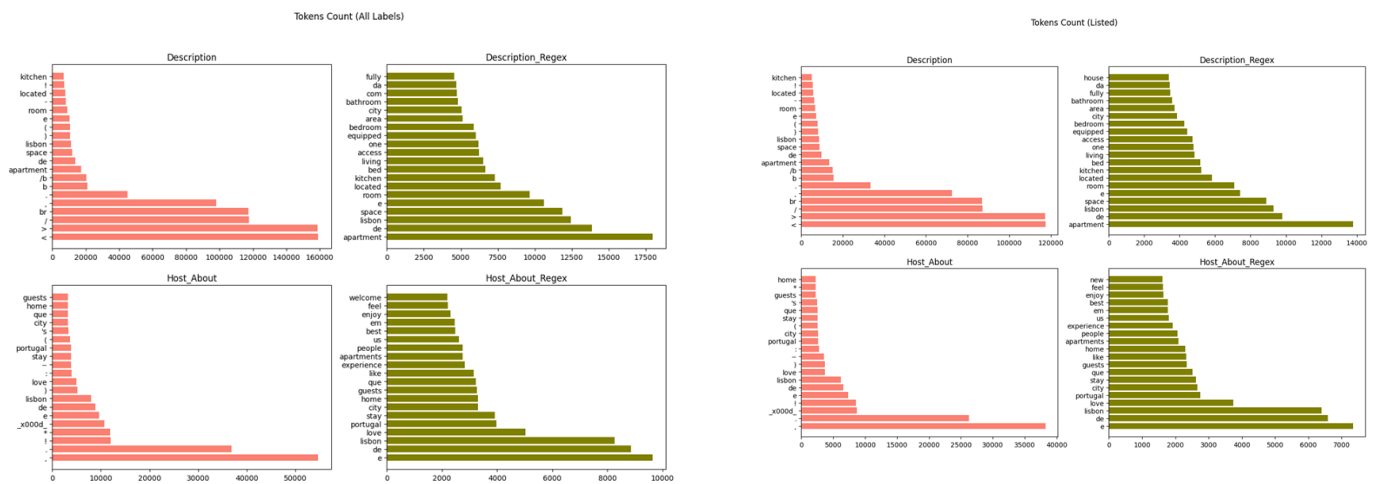 Tokens Count (All Labels)
Description
kitchen
!
located
-
room
e
(
)
lisbon
space
de
apartment
/b
b
.
,
br
/
>
<
0 20000 40000 60000 80000 100000 120000 140000 160000
Description_Regex
fully
da
com
bathroom
city
area
bedroom
equipped
one
access
living
bed
kitchen
located
room
e
space
lisbon
de
apartment
0 2500 5000 7500 10000 12500 15000 17500
Host_About
guests
home
que
city
's
(
portugal
stay
–
:
love
)
lisbon
de
e
_x000d_
*
!
.
,
0 10000 20000 30000 40000 50000
Host_About_Regex
welcome
feel
enjoy
em
best
us
people
apartments
experience
like
que
guests
home
city
stay
portugal
love
lisbon
de
e
0 2000 4000 6000 8000 10000
Tokens Count (Listed)
Description
kitchen
!
located
-
room
e
(
)
lisbon
space
de
apartment
/b
b
.
,
br
/
>
<
0 20000 40000 60000 80000 100000 120000
Description_Regex
house
da
fully
bathroom
area
city
bedroom
equipped
access
one
living
bed
kitchen
located
room
e
space
lisbon
de
apartment
0 2000 4000 6000 8000 10000 12000 14000
Host_About
home
*
guests
's
que
stay
(
city
portugal
:
–
)
love
lisbon
de
e
!
_x000d_
.
,
0 5000 10000 15000 20000 25000 30000 35000 40000
Host_About_Regex
new
feel
enjoy
best
em
us
experience
people
apartments
home
like
guests
que
stay
city
portugal
love
lisbon
de
e
0 1000 2000 3000 4000 5000 6000 7000